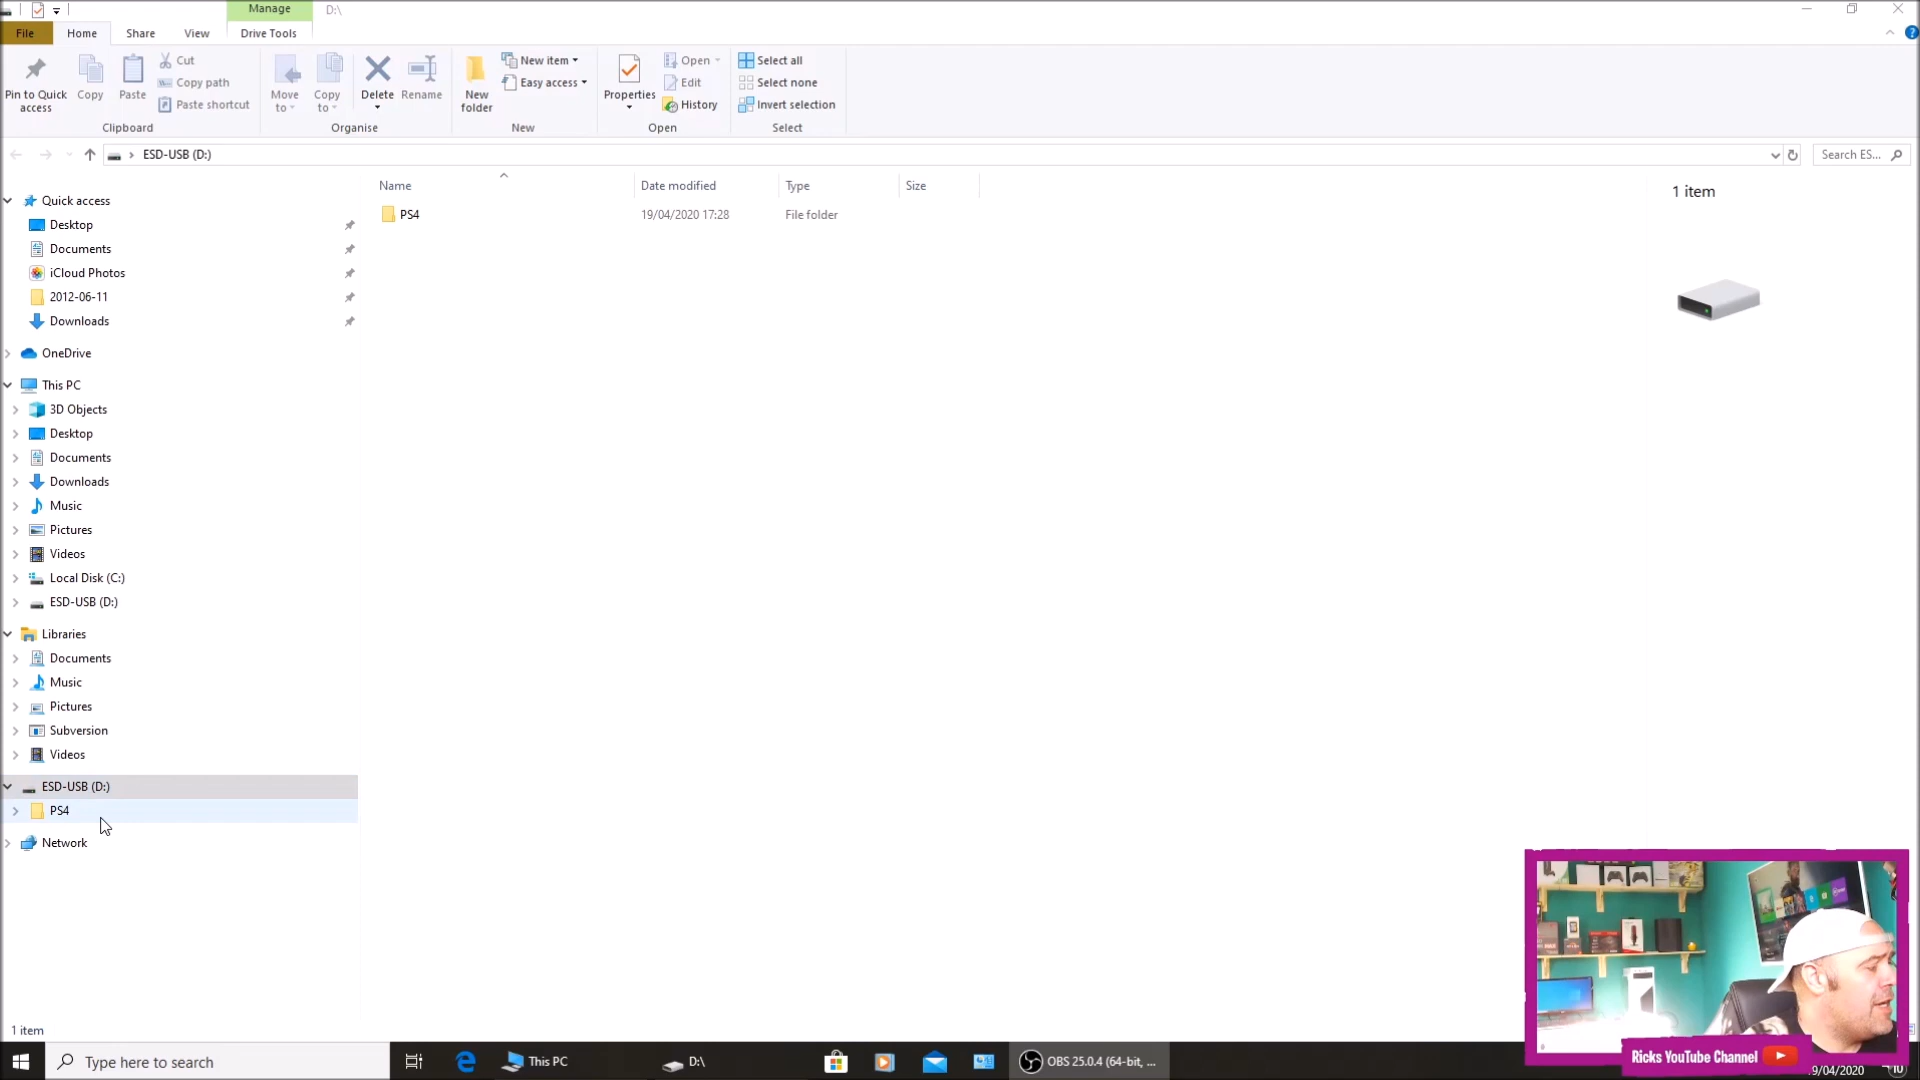 Manage
D:\
File
Home
Share
View
Drive Tools
Pin to Quick access
Copy
Paste
Cut
Copy path
Paste shortcut
Clipboard
Move to
Copy to
Delete
Rename
Organise
New folder
New item
Easy access
New
Properties
Open
Edit
History
Open
Select all
Select none
Invert selection
Select
ESD-USB (D:)
Search ES...
Name
Date modified
Type
Size
PS4
19/04/2020 17:28
File folder
1 item
Quick access
Desktop
Documents
iCloud Photos
2012-06-11
Downloads
OneDrive
This PC
3D Objects
Desktop
Documents
Downloads
Music
Pictures
Videos
Local Disk (C:)
ESD-USB (D:)
Libraries
Documents
Music
Pictures
Subversion
Videos
ESD-USB (D:)
PS4
Network
1 item
Ricks YouTube Channel
Type here to search
This PC
D:\
OBS 25.0.4 (64-bit, ...
9/04/2020